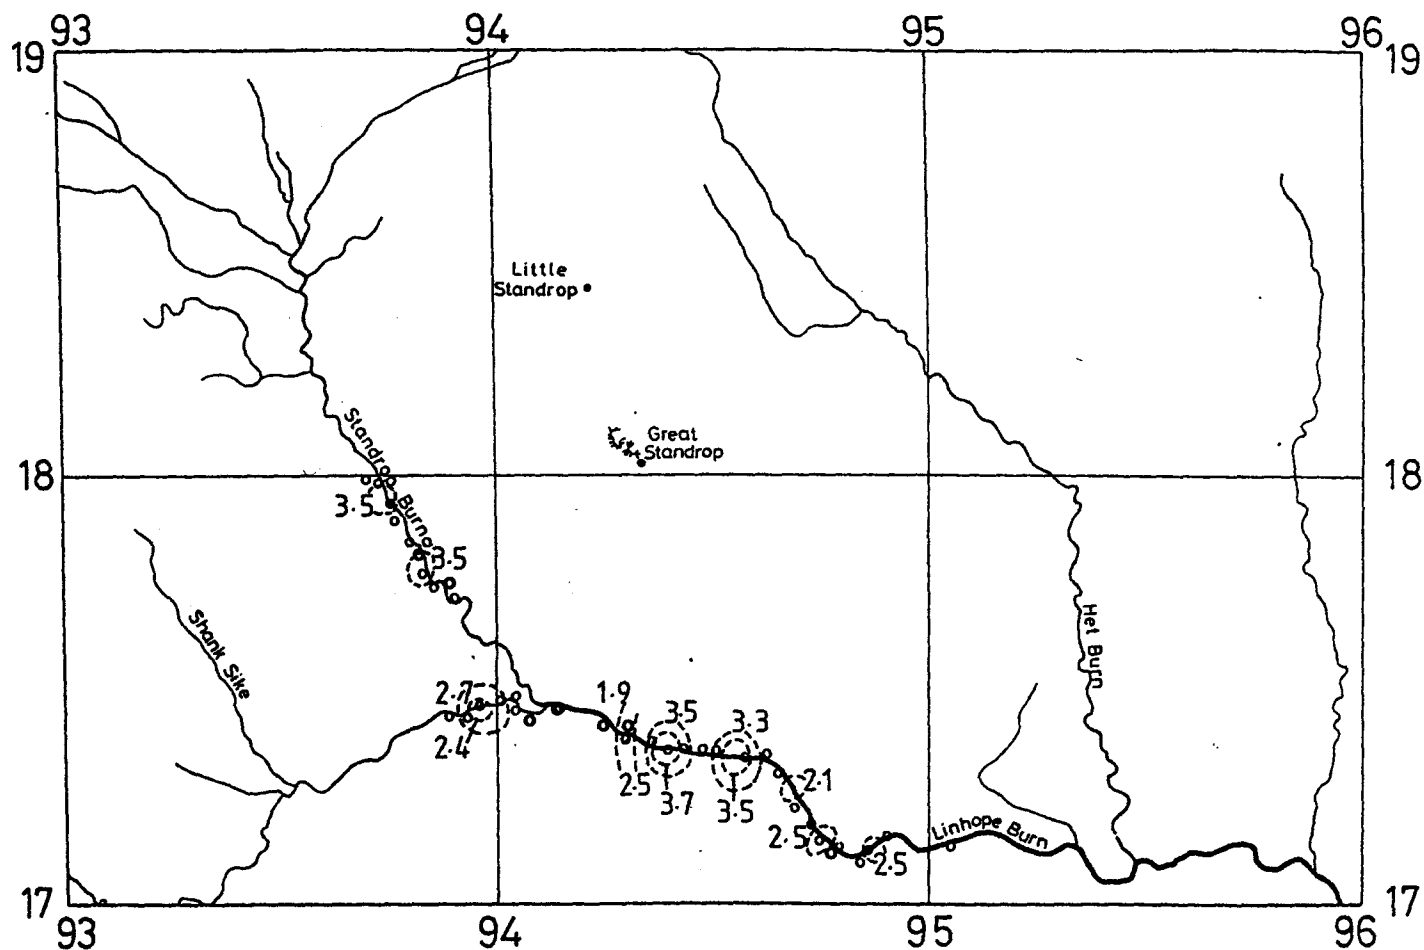 93 94 95 96
19 19
Little
Standrop
Great
Standrop
Standrop
18 18
Burn
3.5
3.5
Shank Sike
Het Burn
2.7
1.9
3.5
3.3
2.4
2.5
3.7
3.5
2.1
2.5
2.5
Linhope Burn
17 17
93 94 95 96